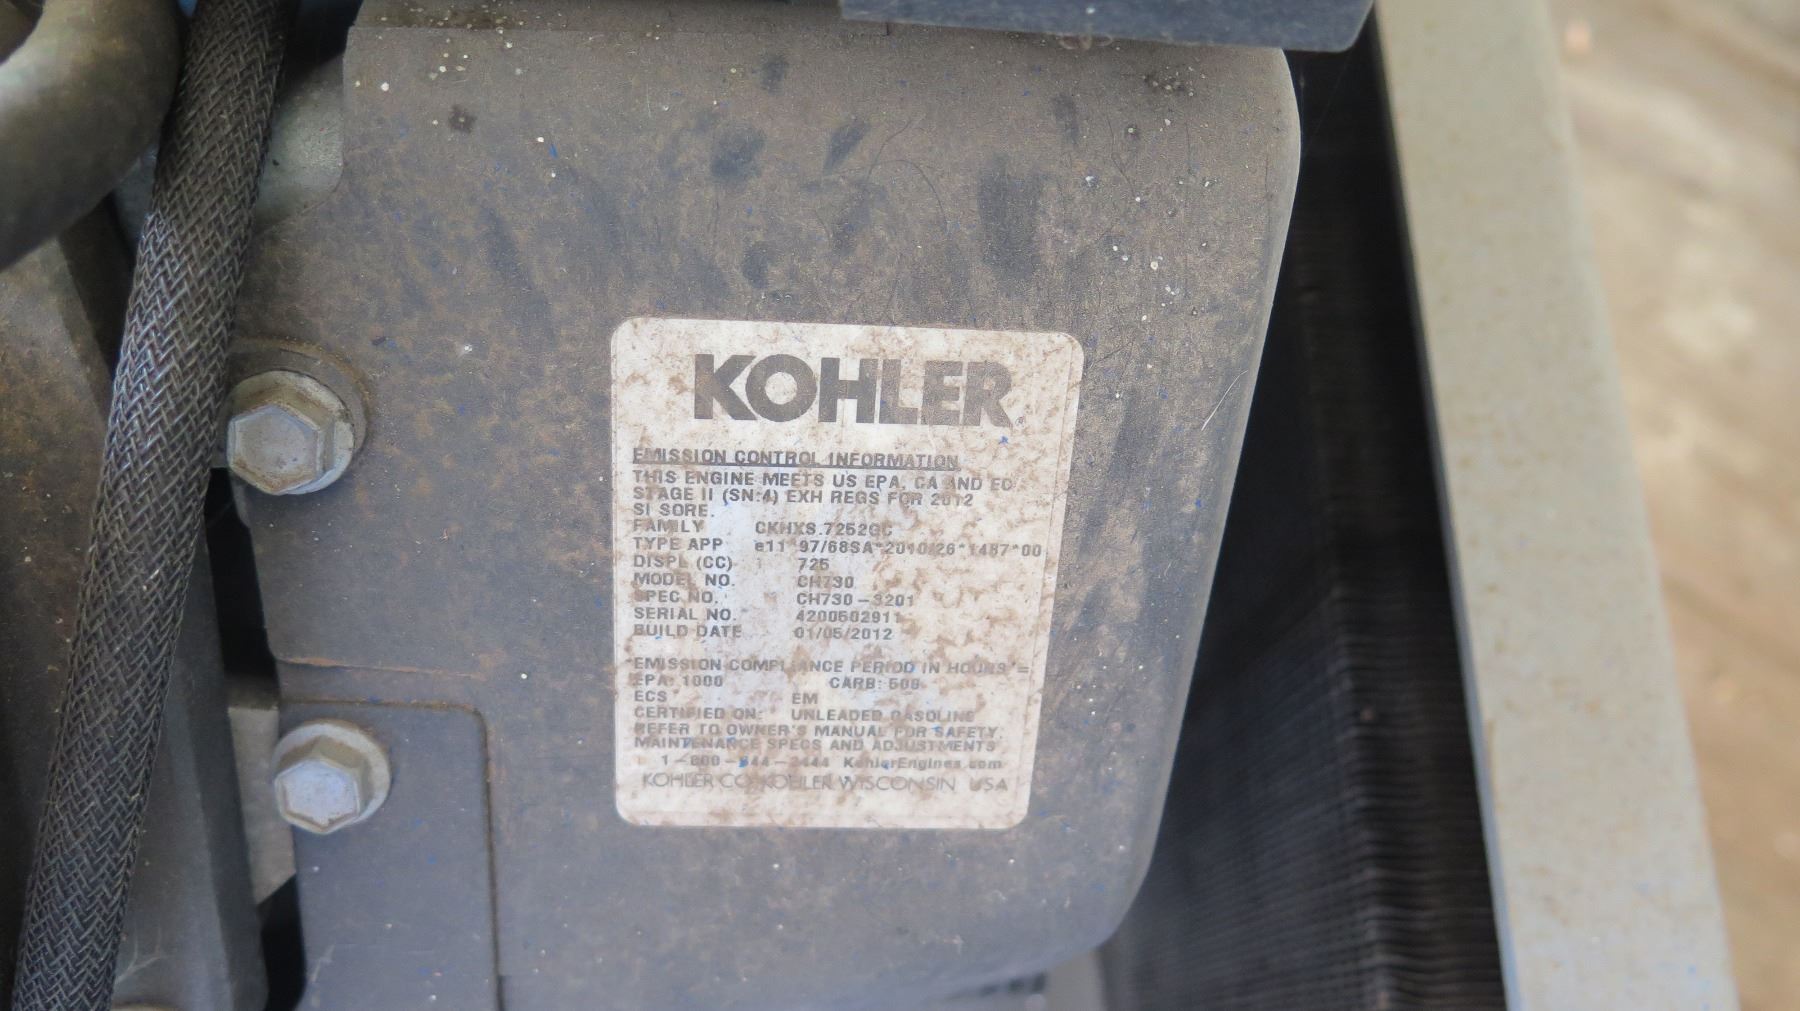 KOHLER®
EMISSION CONTROL INFORMATION
THIS ENGINE MEETS US EPA, CA AND EC
STAGE II (SN:4) EXH REGS FOR 2012
SI SORE.
FAMILY CKHXS.7252GC
TYPE APP e11*97/68SA*2010/26*1487*00
DISPL (CC) 725
MODEL NO. CH730
SPEC NO. CH730-3201
SERIAL NO. 4200502911
BUILD DATE 01/05/2012
EMISSION COMPLIANCE PERIOD IN HOURS =
EPA: 1000 CARB: 500
ECS EM
CERTIFIED ON: UNLEADED GASOLINE
REFER TO OWNER'S MANUAL FOR SAFETY,
MAINTENANCE SPECS AND ADJUSTMENTS
1-800-544-2444 KohlerEngines.com
KOHLER CO. KOHLER, WISCONSIN USA